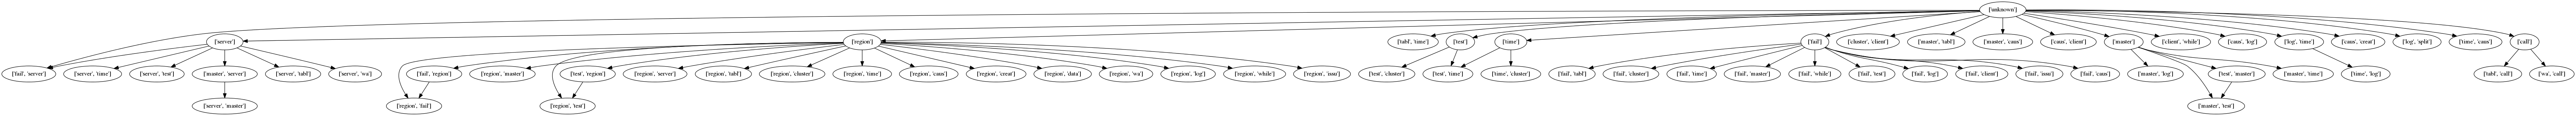 ['unknown']
['server']
['region']
['tabl', 'time']
['test']
['time']
['fail']
['cluster', 'client']
['master', 'tabl']
['master', 'caus']
['caus', 'client']
['master']
['client', 'while']
['caus', 'log']
['log', 'time']
['caus', 'creat']
['log', 'split']
['time', 'caus']
['call']
['fail', 'server']
['server', 'time']
['server', 'test']
['master', 'server']
['server', 'tabl']
['server', 'wa']
['fail', 'region']
['region', 'master']
['test', 'region']
['region', 'server']
['region', 'tabl']
['region', 'cluster']
['region', 'time']
['region', 'caus']
['region', 'creat']
['region', 'data']
['region', 'wa']
['region', 'log']
['region', 'while']
['region', 'issu']
['test', 'cluster']
['test', 'time']
['time', 'cluster']
['fail', 'tabl']
['fail', 'cluster']
['fail', 'time']
['fail', 'master']
['fail', 'while']
['fail', 'test']
['fail', 'log']
['fail', 'client']
['fail', 'issu']
['fail', 'caus']
['master', 'log']
['test', 'master']
['master', 'time']
['time', 'log']
['tabl', 'call']
['wa', 'call']
['server', 'master']
['region', 'fail']
['region', 'test']
['master', 'test']